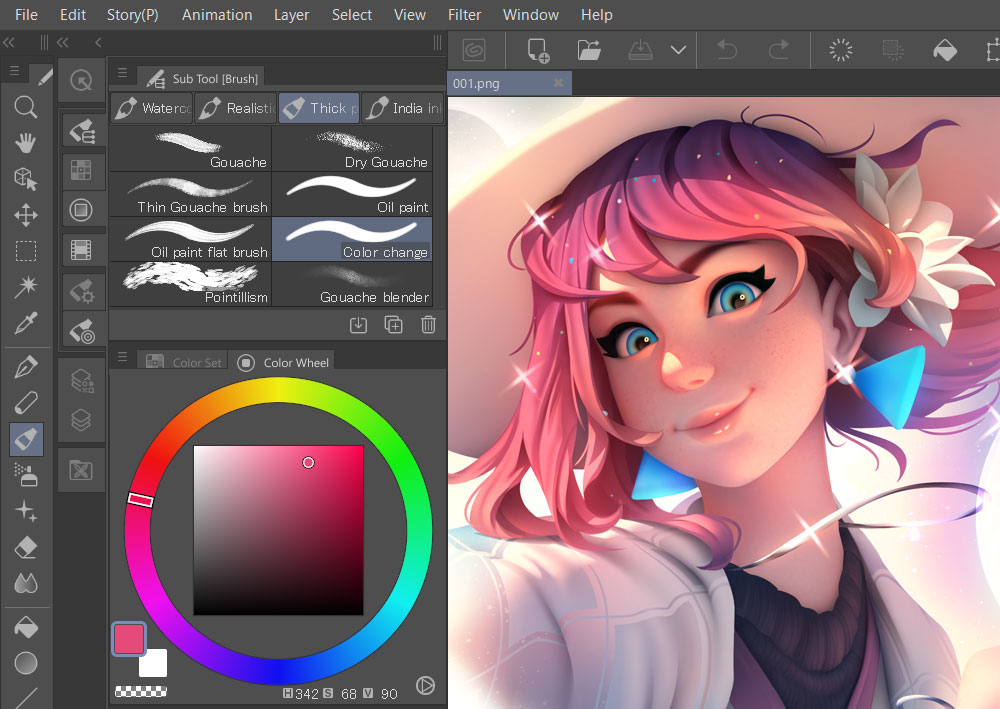 File Edit Story(P) Animation Layer Select View Filter Window Help
Sub Tool [Brush]
001.png
Thick p India in
Gouache Dry Gouache
Thin Gouache brush Oil paint
Oil paint flat brush Color change
Pointillism Gouache blender
Color Set Color Wheel
H 342 S 68 V 90